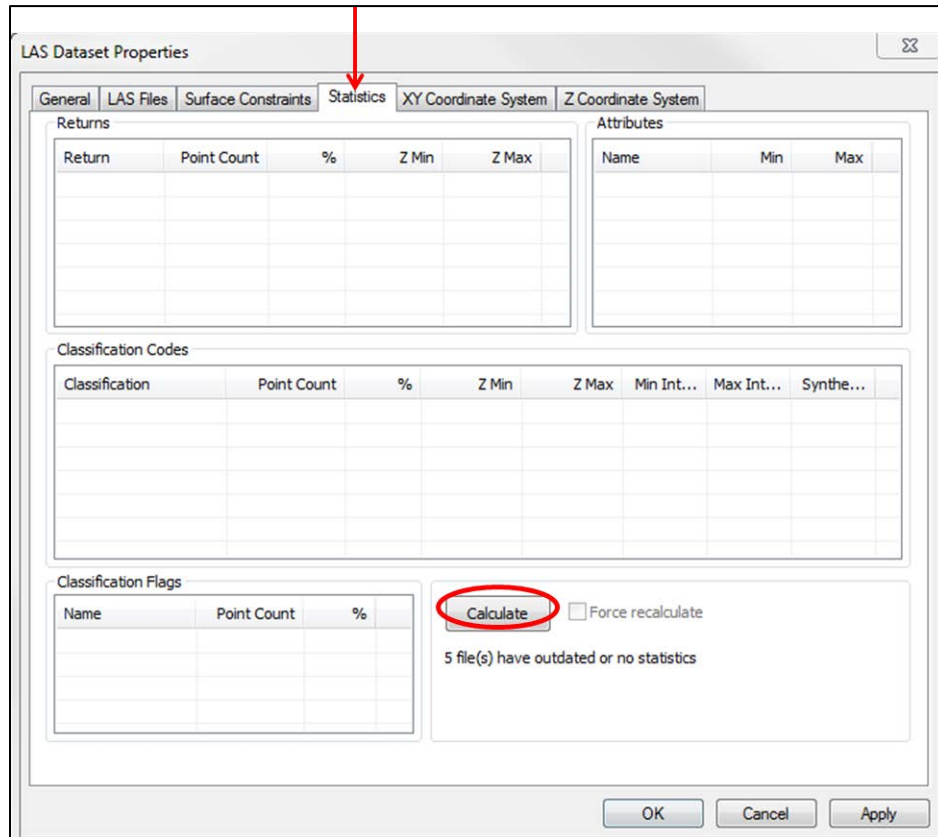 LAS Dataset Properties
General LAS Files Surface Constraints Statistics XY Coordinate System Z Coordinate System
Returns
Return Point Count % Z Min Z Max
Attributes
Name Min Max
Classification Codes
Classification Point Count % Z Min Z Max Min Int... Max Int... Synthe...
Classification Flags
Name Point Count %
Calculate Force recalculate
5 file(s) have outdated or no statistics
OK Cancel Apply